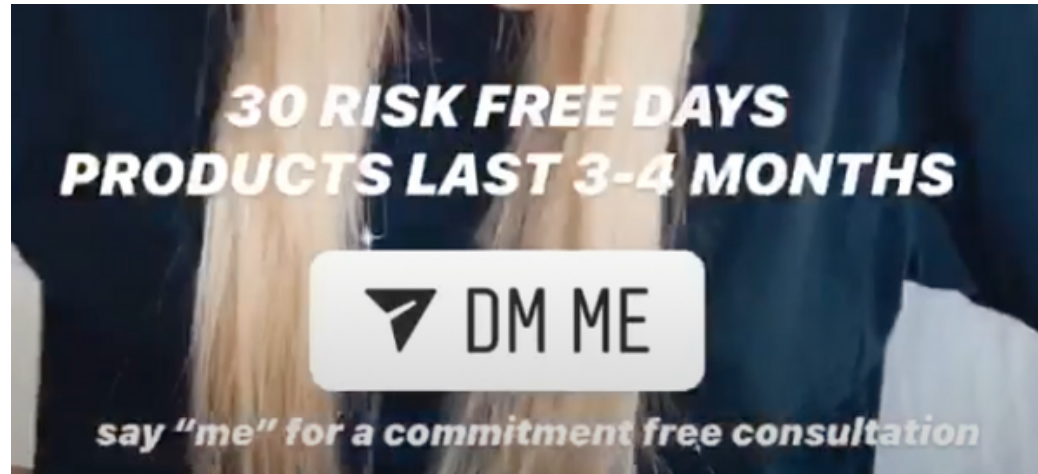 30 RISK FREE DAYS
PRODUCTS LAST 3-4 MONTHS
DM ME
say “me” for a commitment free consultation